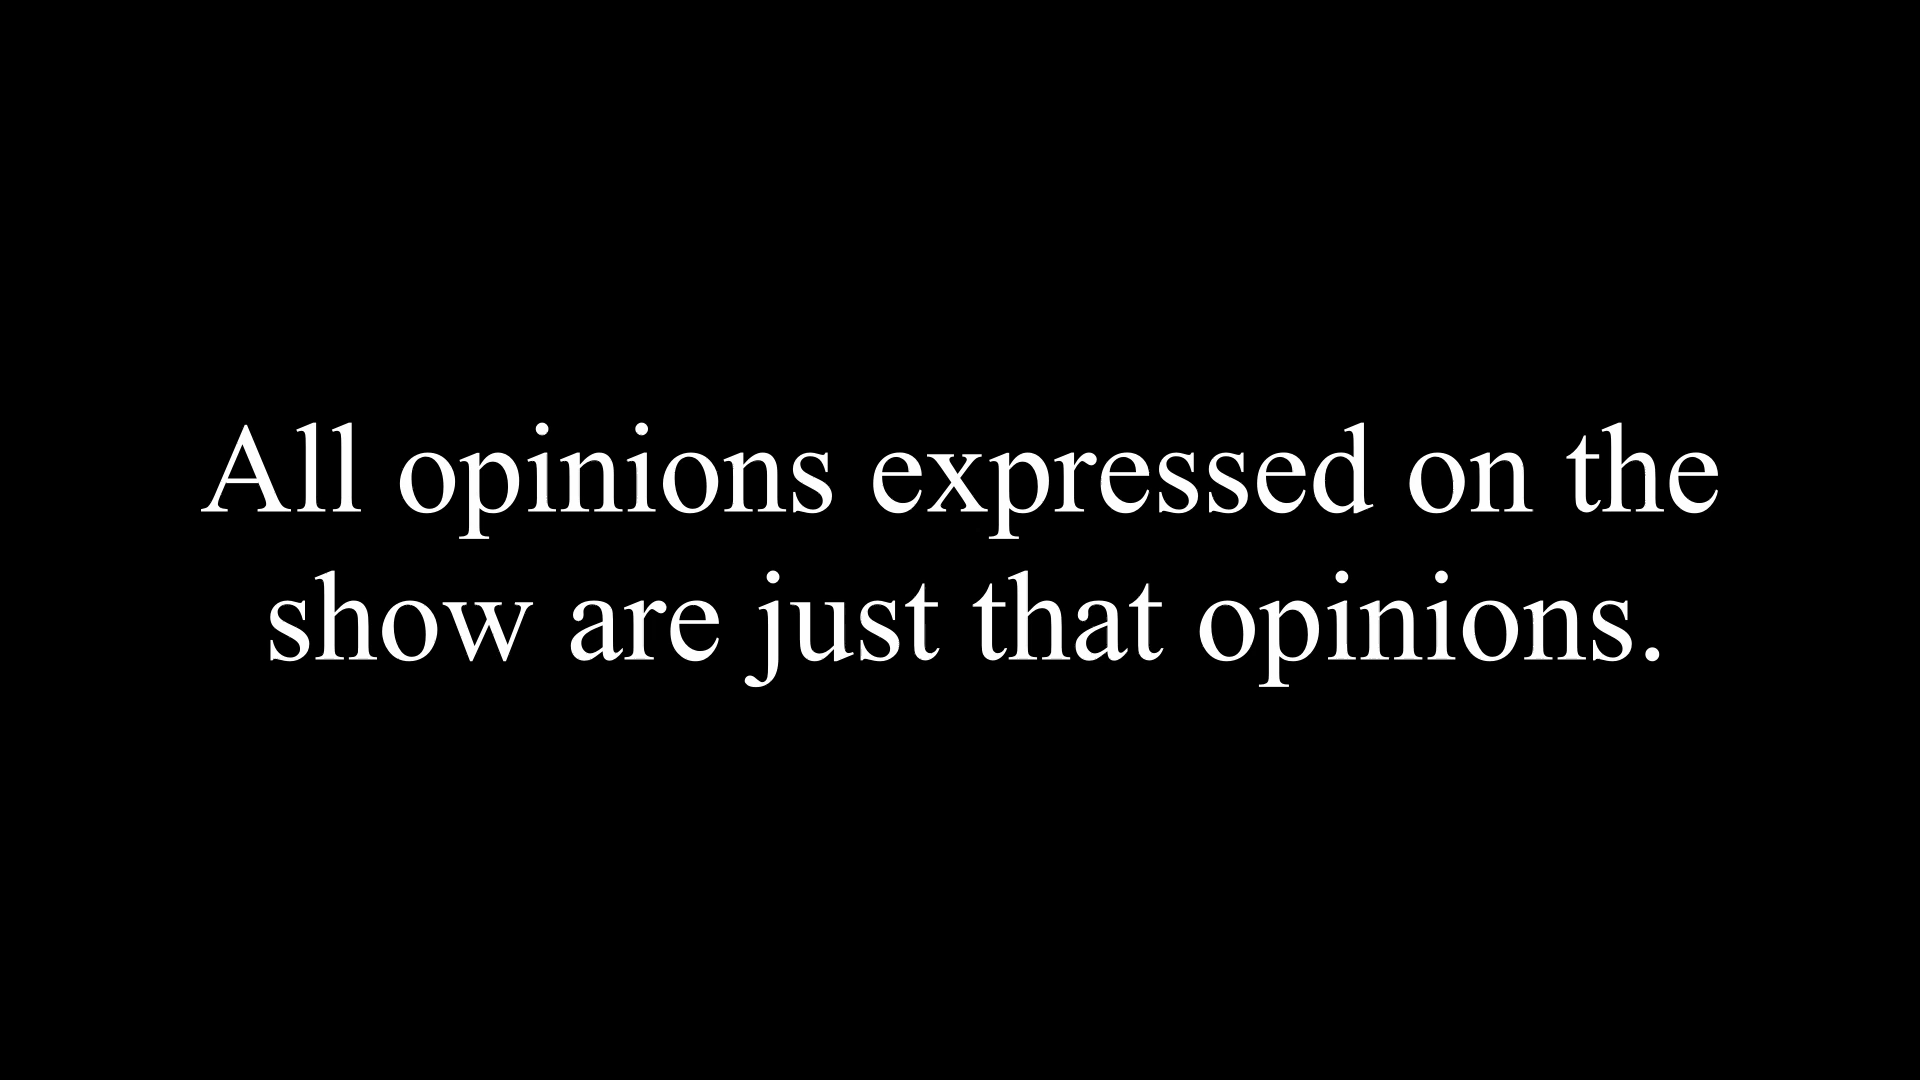 All opinions expressed on the
show are just that opinions.